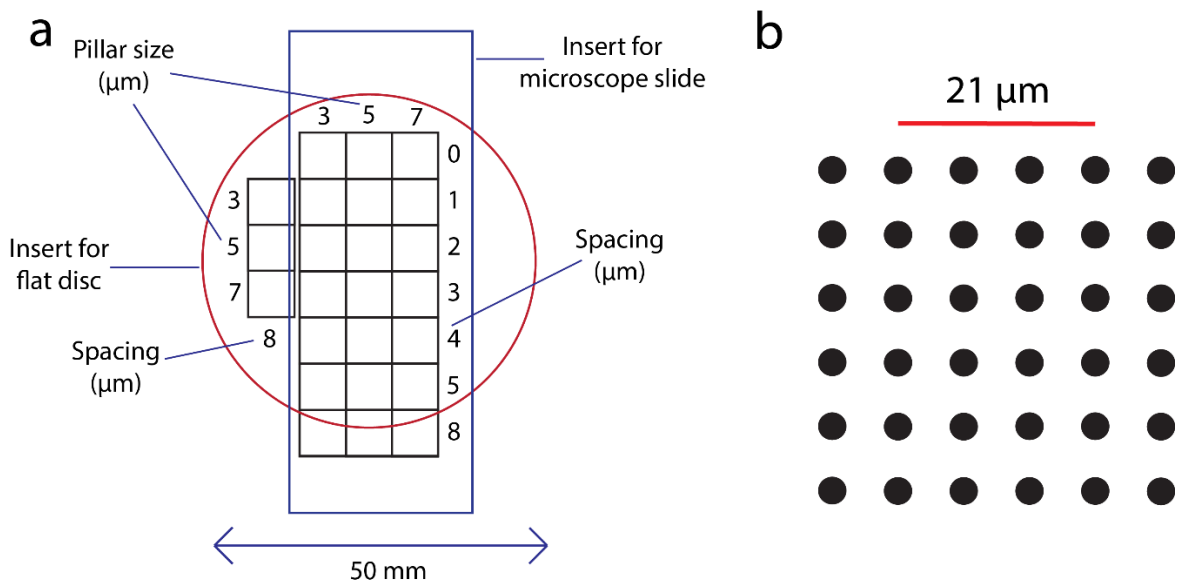 a
Pillar size
(µm)
Insert for
microscope slide
3 5 7
0
1
2
3
4
5
8
3
5
7
8
Insert for
flat disc
Spacing
(µm)
Spacing
(µm)
50 mm
b
21 µm